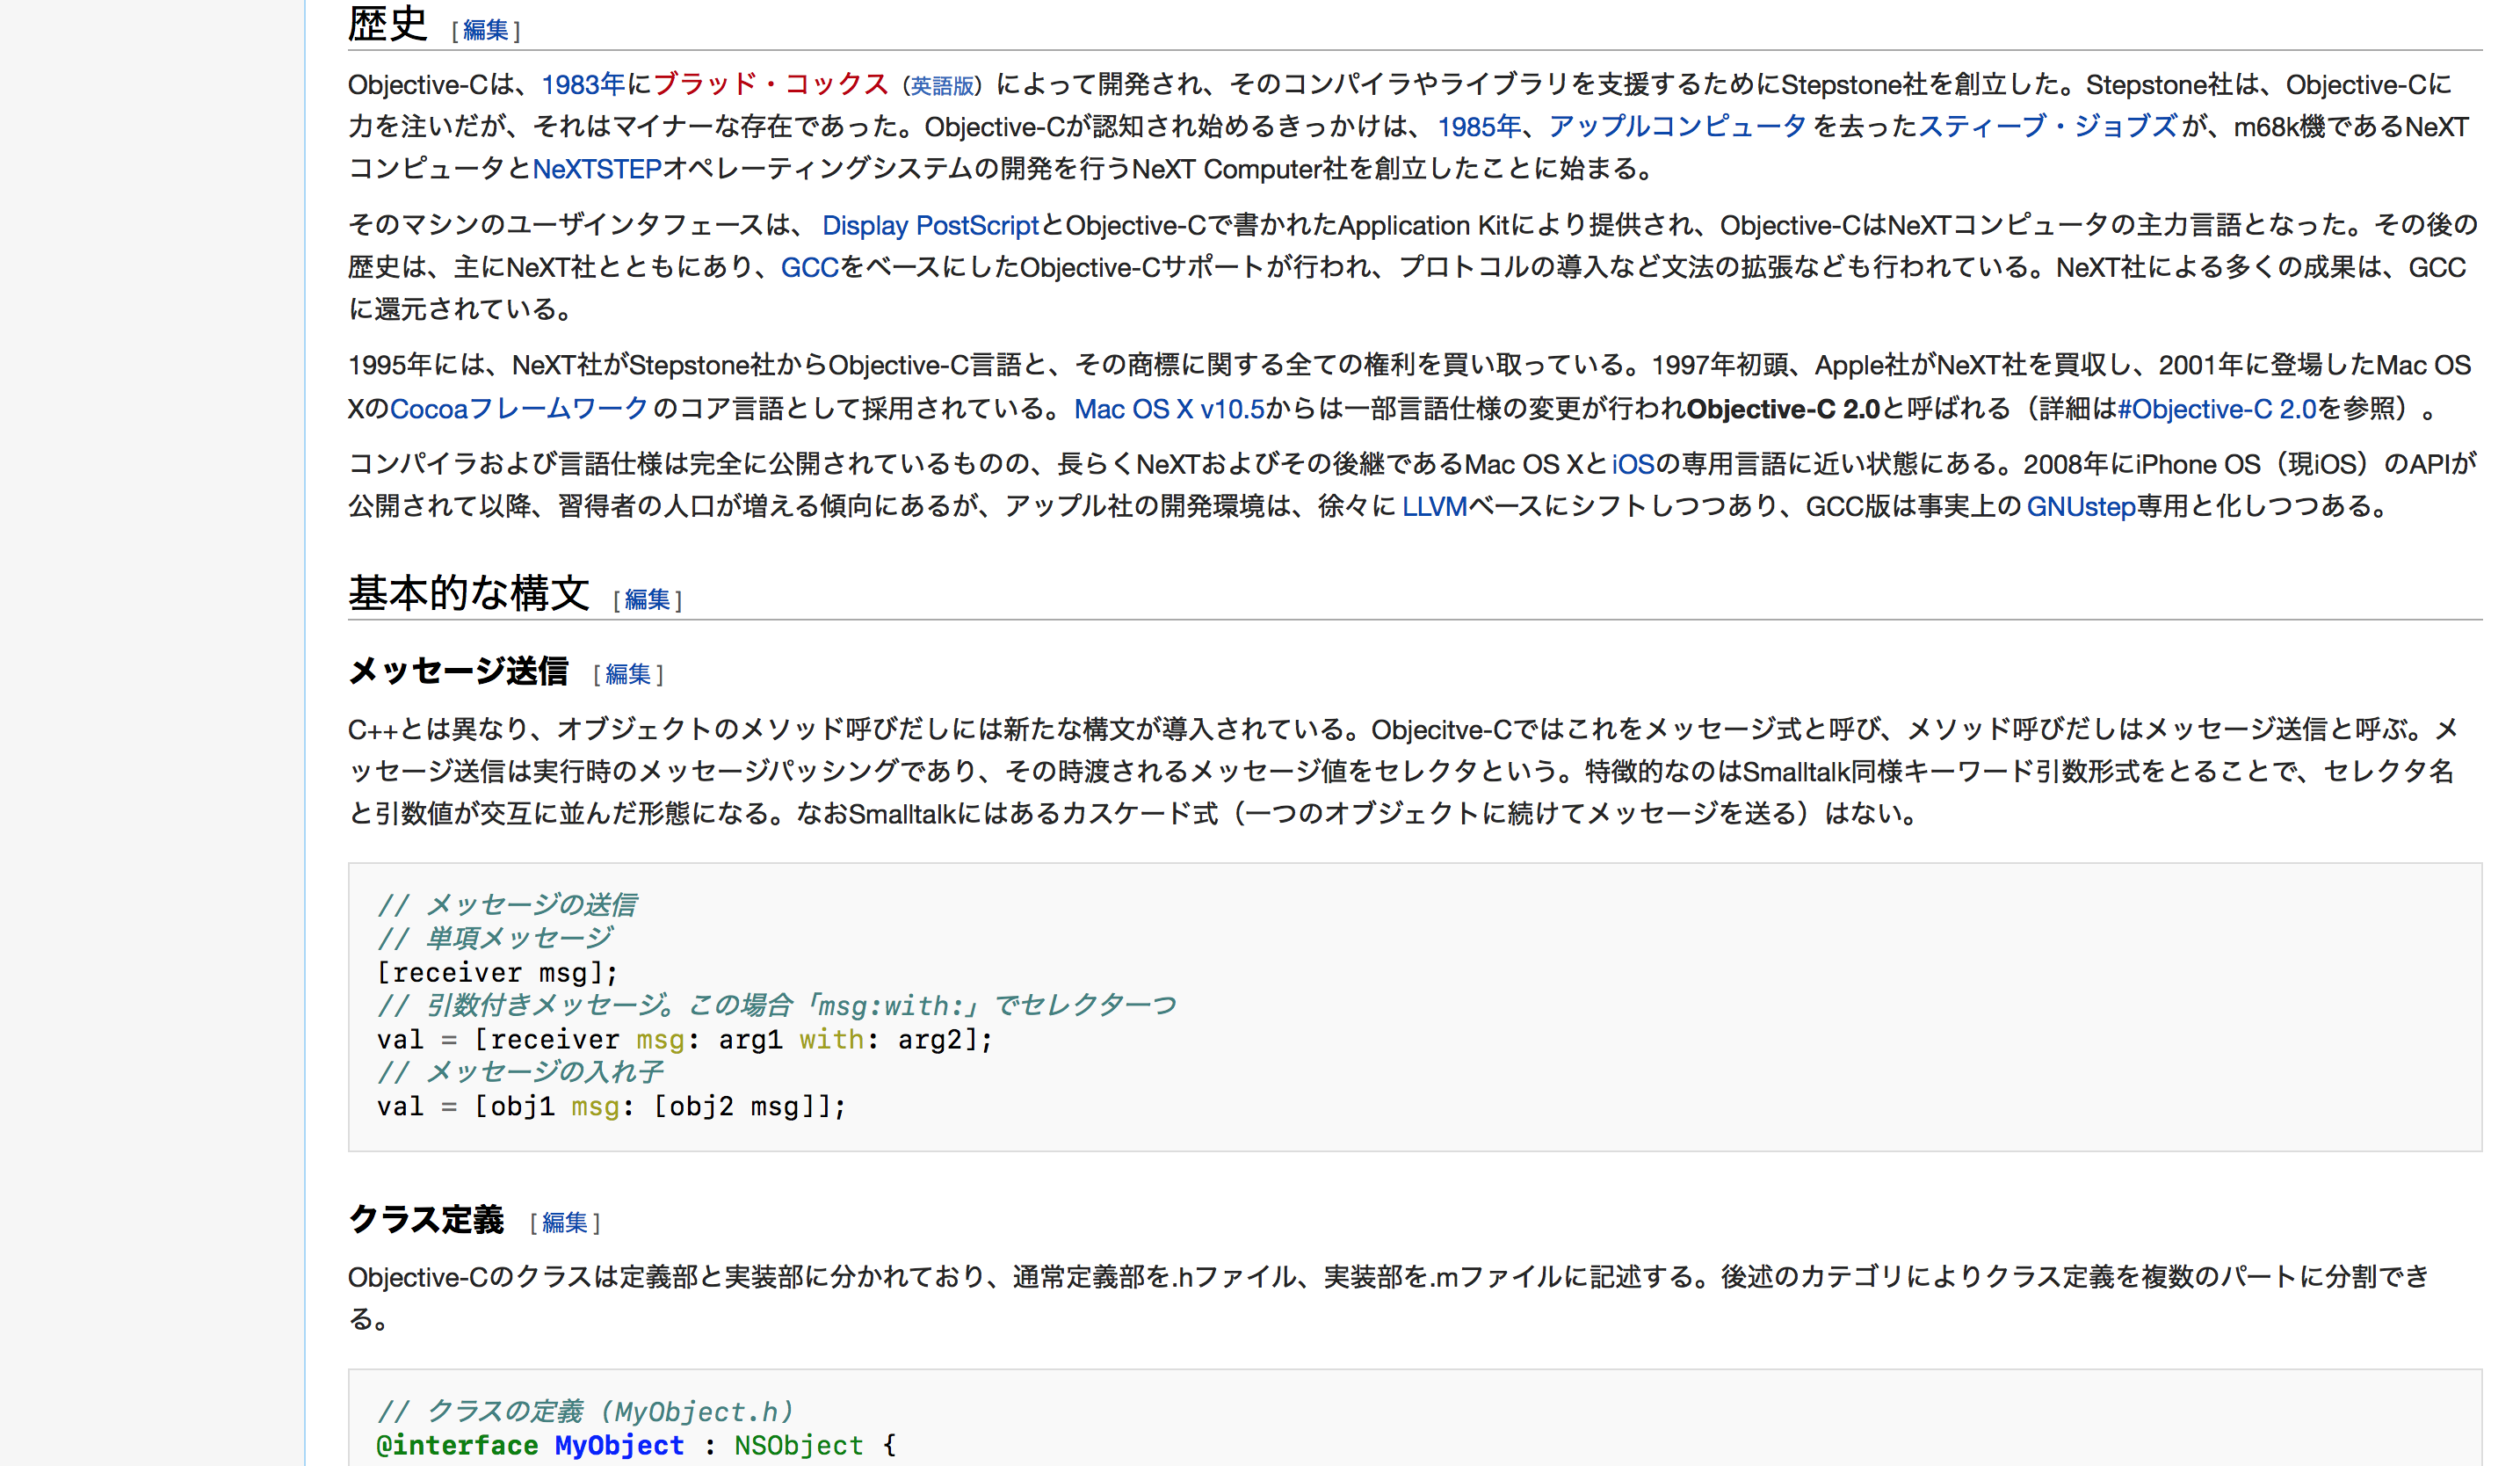 歴史 [編集]
Objective-Cは、1983年にブラッド・コックス（英語版）によって開発され、そのコンパイラやライブラリを支援するためにStepstone社を創立した。Stepstone社は、Objective-Cに
力を注いだが、それはマイナーな存在であった。Objective-Cが認知され始めるきっかけは、1985年、アップルコンピュータを去ったスティーブ・ジョブズが、m68k機であるNeXT
コンピュータとNeXTSTEPオペレーティングシステムの開発を行うNeXT Computer社を創立したことに始まる。
そのマシンのユーザインタフェースは、 Display PostScriptとObjective-Cで書かれたApplication Kitにより提供され、Objective-CはNeXTコンピュータの主力言語となった。その後の
歴史は、主にNeXT社とともにあり、GCCをベースにしたObjective-Cサポートが行われ、プロトコルの導入など文法の拡張なども行われている。NeXT社による多くの成果は、GCC
に還元されている。
1995年には、NeXT社がStepstone社からObjective-C言語と、その商標に関する全ての権利を買い取っている。1997年初頭、Apple社がNeXT社を買収し、2001年に登場したMac OS
XのCocoaフレームワークのコア言語として採用されている。Mac OS X v10.5からは一部言語仕様の変更が行われObjective-C 2.0と呼ばれる（詳細は#Objective-C 2.0を参照）。
コンパイラおよび言語仕様は完全に公開されているものの、長らくNeXTおよびその後継であるMac OS XとiOSの専用言語に近い状態にある。2008年にiPhone OS（現iOS）のAPIが
公開されて以降、習得者の人口が増える傾向にあるが、アップル社の開発環境は、徐々にLLVMベースにシフトしつつあり、GCC版は事実上のGNUstep専用と化しつつある。
基本的な構文 [編集]
メッセージ送信 [編集]
C++とは異なり、オブジェクトのメソッド呼びだしには新たな構文が導入されている。Objecitve-Cではこれをメッセージ式と呼び、メソッド呼びだしはメッセージ送信と呼ぶ。メ
ッセージ送信は実行時のメッセージパッシングであり、その時渡されるメッセージ値をセレクタという。特徴的なのはSmalltalk同様キーワード引数形式をとることで、セレクタ名
と引数値が交互に並んだ形態になる。なおSmalltalkにはあるカスケード式（一つのオブジェクトに続けてメッセージを送る）はない。
// メッセージの送信
// 単項メッセージ
[receiver msg];
// 引数付きメッセージ。この場合「msg:with:」でセレクタ一つ
val = [receiver msg: arg1 with: arg2];
// メッセージの入れ子
val = [obj1 msg: [obj2 msg]];
クラス定義 [編集]
Objective-Cのクラスは定義部と実装部に分かれており、通常定義部を.hファイル、実装部を.mファイルに記述する。後述のカテゴリによりクラス定義を複数のパートに分割でき
る。
// クラスの定義 (MyObject.h)
@interface MyObject : NSObject {